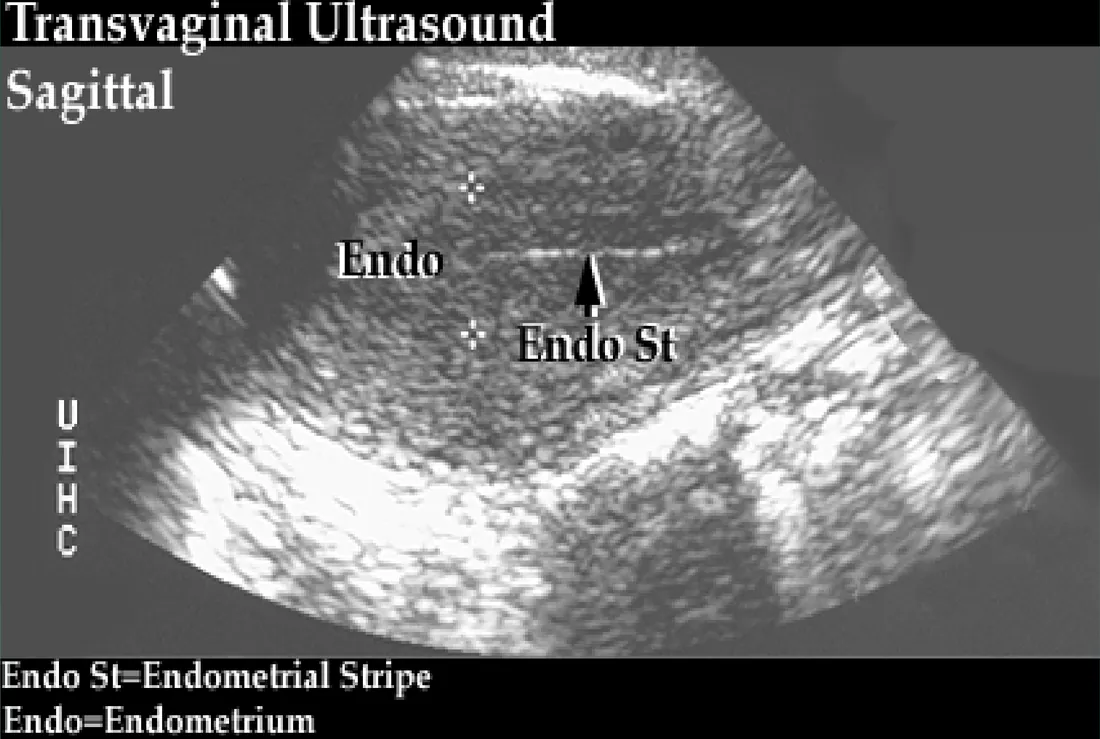 Transvaginal Ultrasound
Sagittal
Endo
Endo St
U
I
H
C
Endo St=Endometrial Stripe
Endo=Endometrium